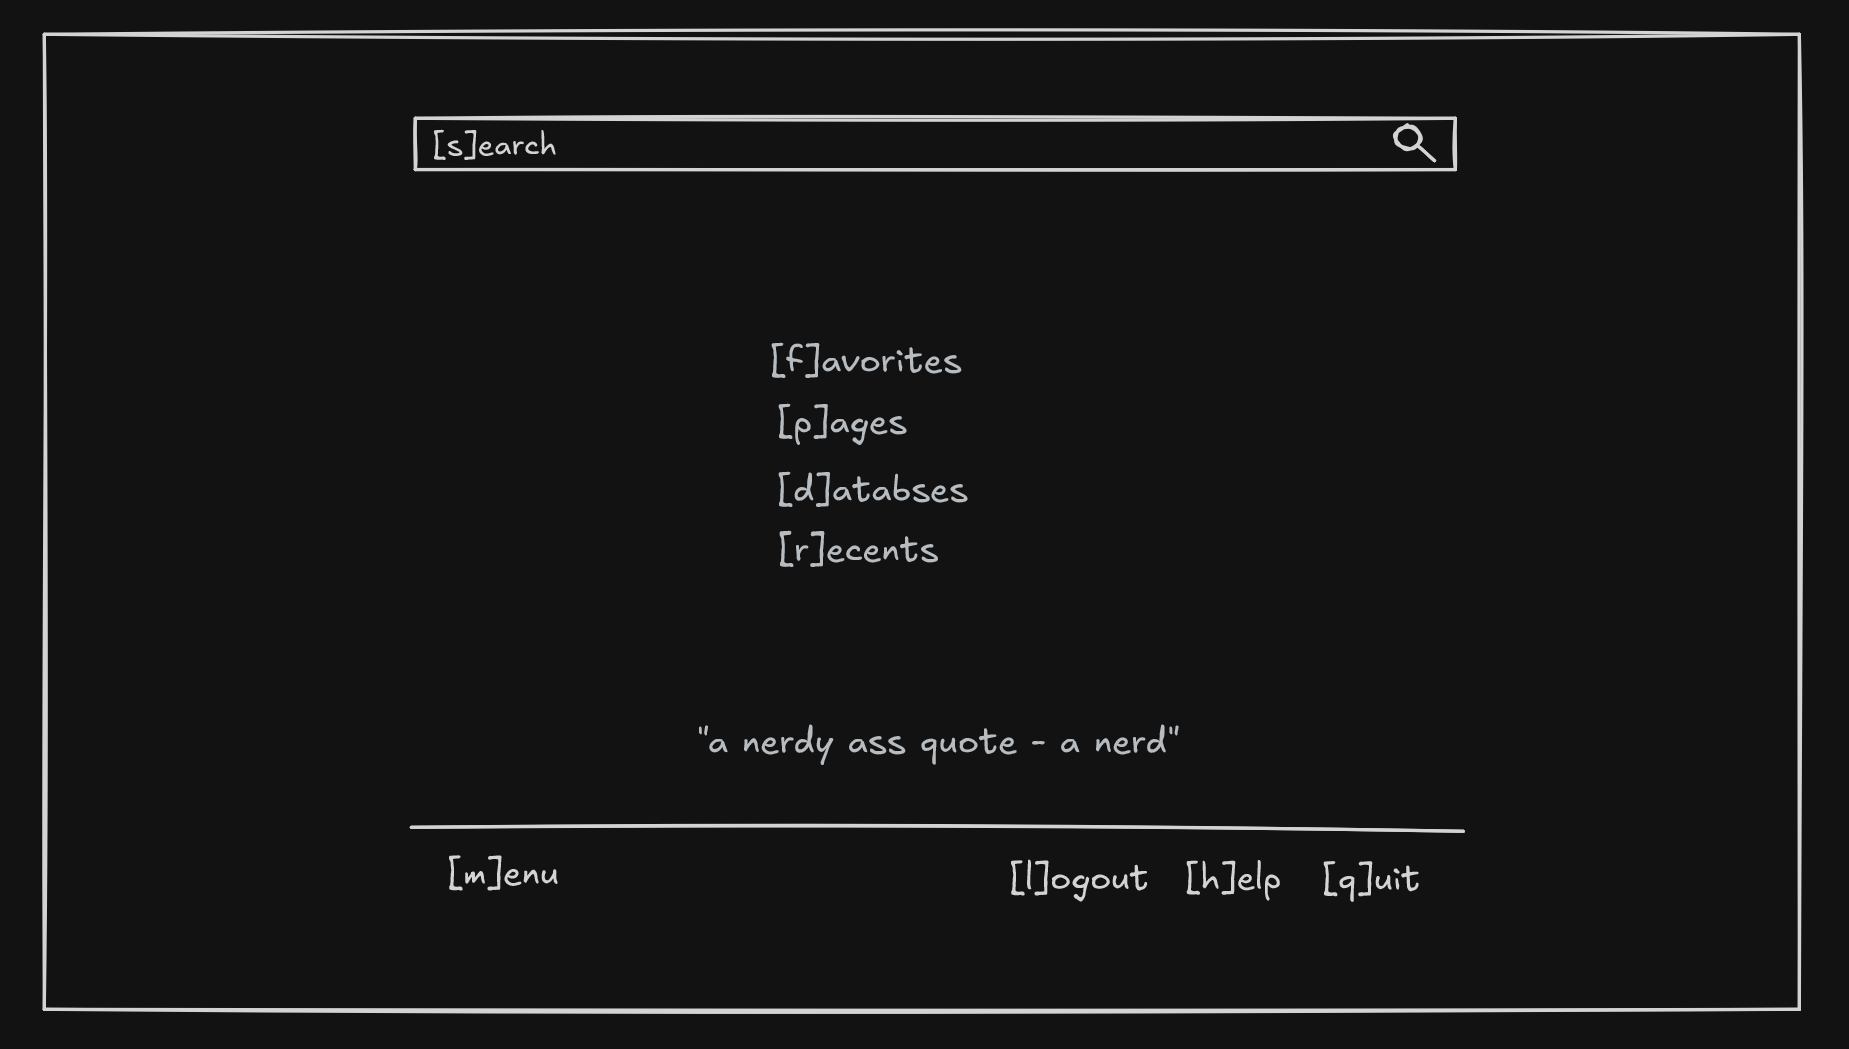 [s]earch
[f]avorites
[p]ages
[d]atabses
[r]ecents
"a nerdy ass quote - a nerd"
[m]enu [l]ogout [h]elp [q]uit